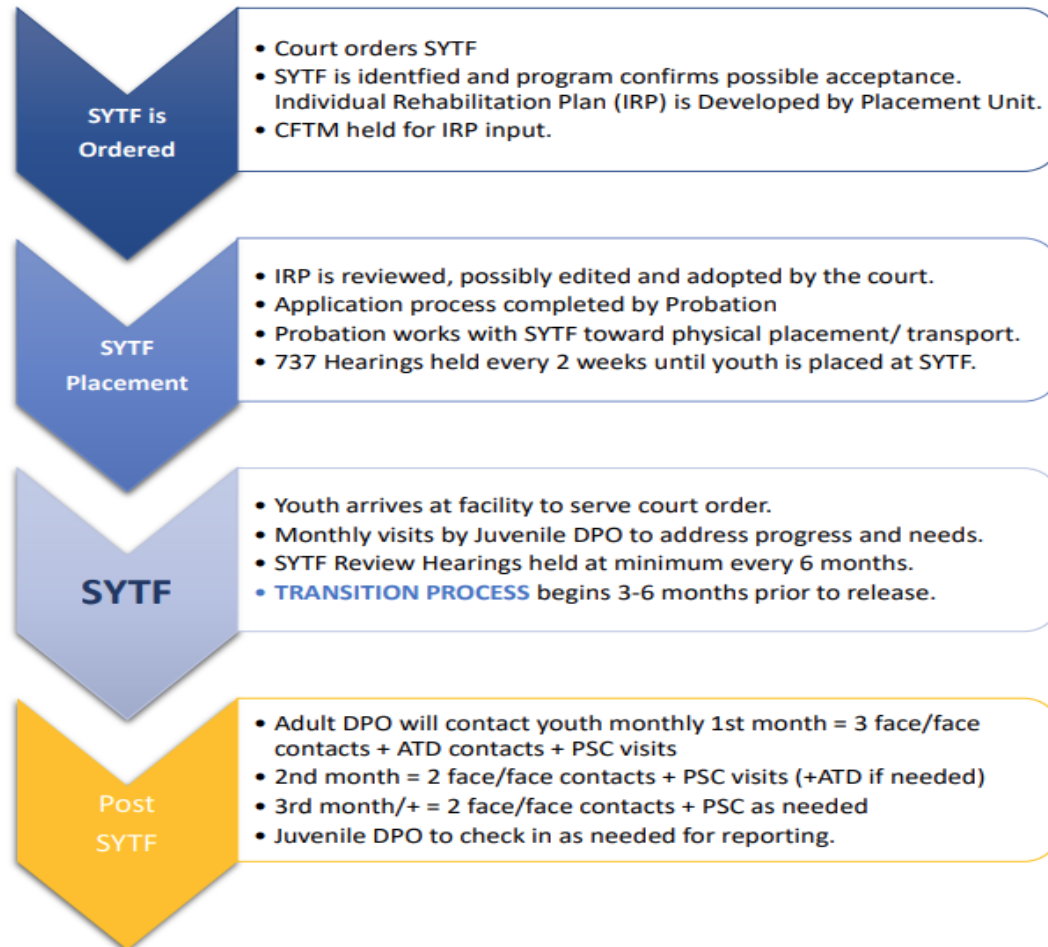 SYTF is
Ordered
• Court orders SYTF
• SYTF is identfied and program confirms possible acceptance.
Individual Rehabilitation Plan (IRP) is Developed by Placement Unit.
• CFTM held for IRP input.
SYTF
Placement
• IRP is reviewed, possibly edited and adopted by the court.
• Application process completed by Probation
• Probation works with SYTF toward physical placement/ transport.
• 737 Hearings held every 2 weeks until youth is placed at SYTF.
SYTF
• Youth arrives at facility to serve court order.
• Monthly visits by Juvenile DPO to address progress and needs.
• SYTF Review Hearings held at minimum every 6 months.
• TRANSITION PROCESS begins 3-6 months prior to release.
Post
SYTF
• Adult DPO will contact youth monthly 1st month = 3 face/face
contacts + ATD contacts + PSC visits
• 2nd month = 2 face/face contacts + PSC visits (+ATD if needed)
• 3rd month/+ = 2 face/face contacts + PSC as needed
• Juvenile DPO to check in as needed for reporting.